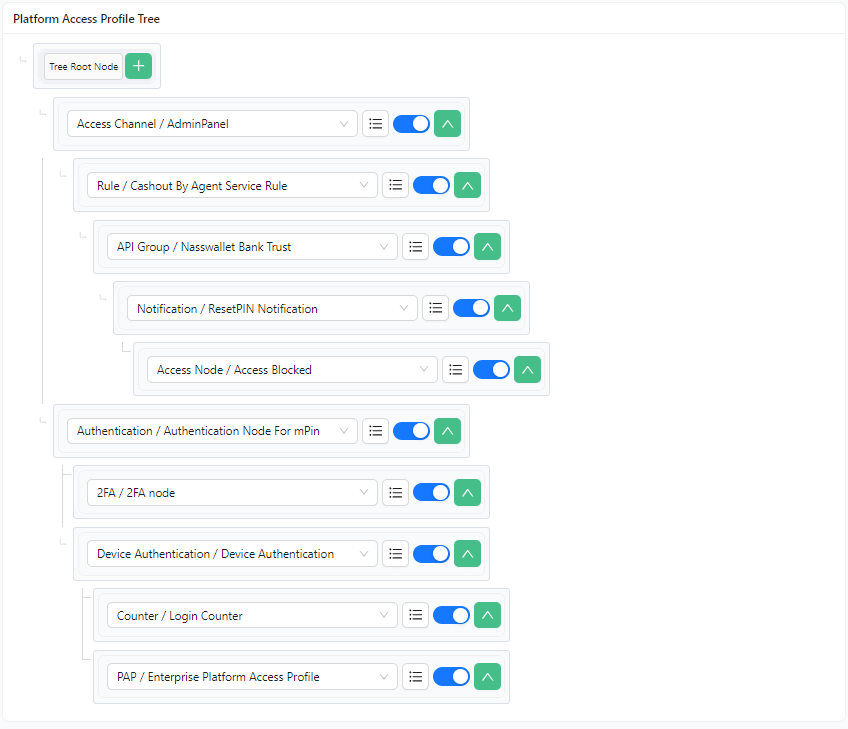 Platform Access Profile Tree
Tree Root Node
Access Channel / AdminPanel
Rule / Cashout By Agent Service Rule
API Group / Nasswallet Bank Trust
Notification / ResetPIN Notification
Access Node / Access Blocked
Authentication / Authentication Node For mPin
2FA / 2FA node
Device Authentication / Device Authentication
Counter / Login Counter
PAP / Enterprise Platform Access Profile